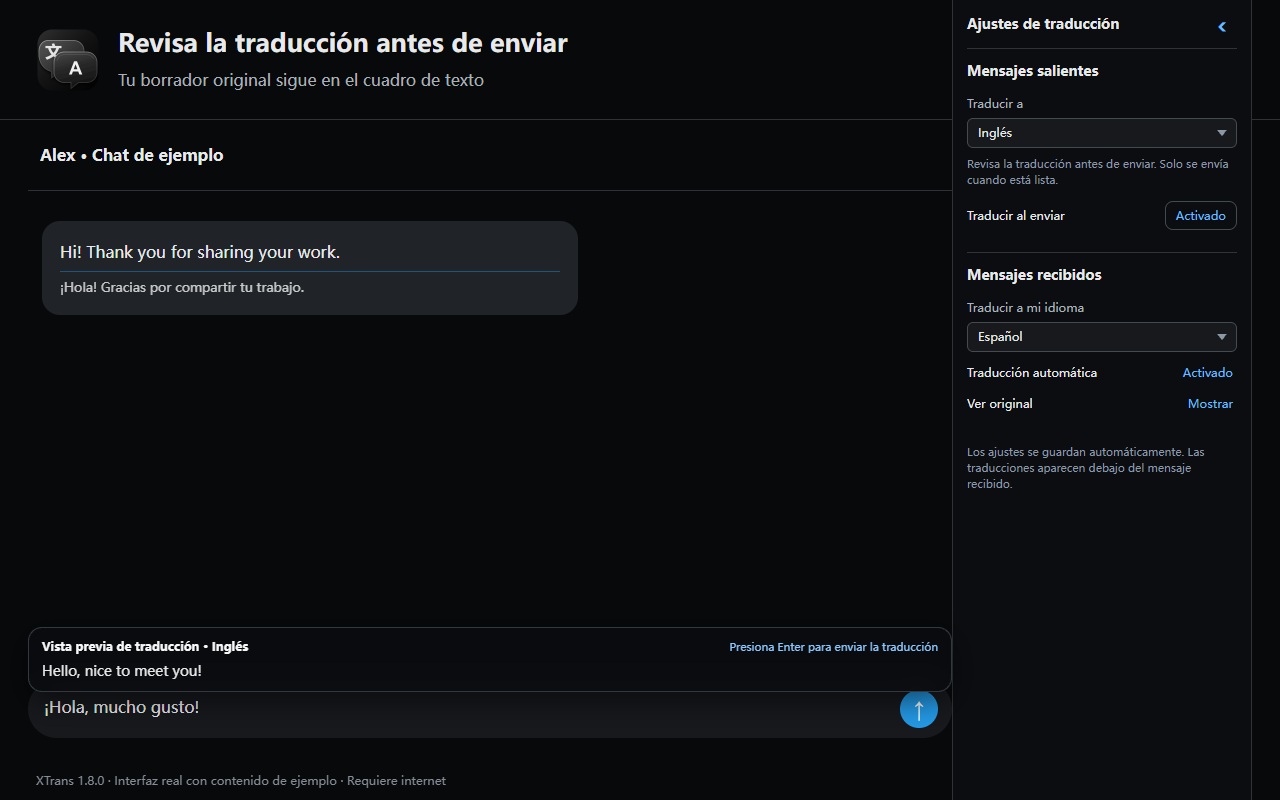 文
A
Revisa la traducción antes de enviar
Tu borrador original sigue en el cuadro de texto
Alex • Chat de ejemplo
Hi! Thank you for sharing your work.
¡Hola! Gracias por compartir tu trabajo.
Vista previa de traducción • Inglés
Presiona Enter para enviar la traducción
Hello, nice to meet you!
¡Hola, mucho gusto!
XTrans 1.8.0 · Interfaz real con contenido de ejemplo · Requiere internet
Ajustes de traducción
Mensajes salientes
Traducir a
Inglés
Revisa la traducción antes de enviar. Solo se envía
cuando está lista.
Traducir al enviar
Activado
Mensajes recibidos
Traducir a mi idioma
Español
Traducción automática
Activado
Ver original
Mostrar
Los ajustes se guardan automáticamente. Las
traducciones aparecen debajo del mensaje
recibido.